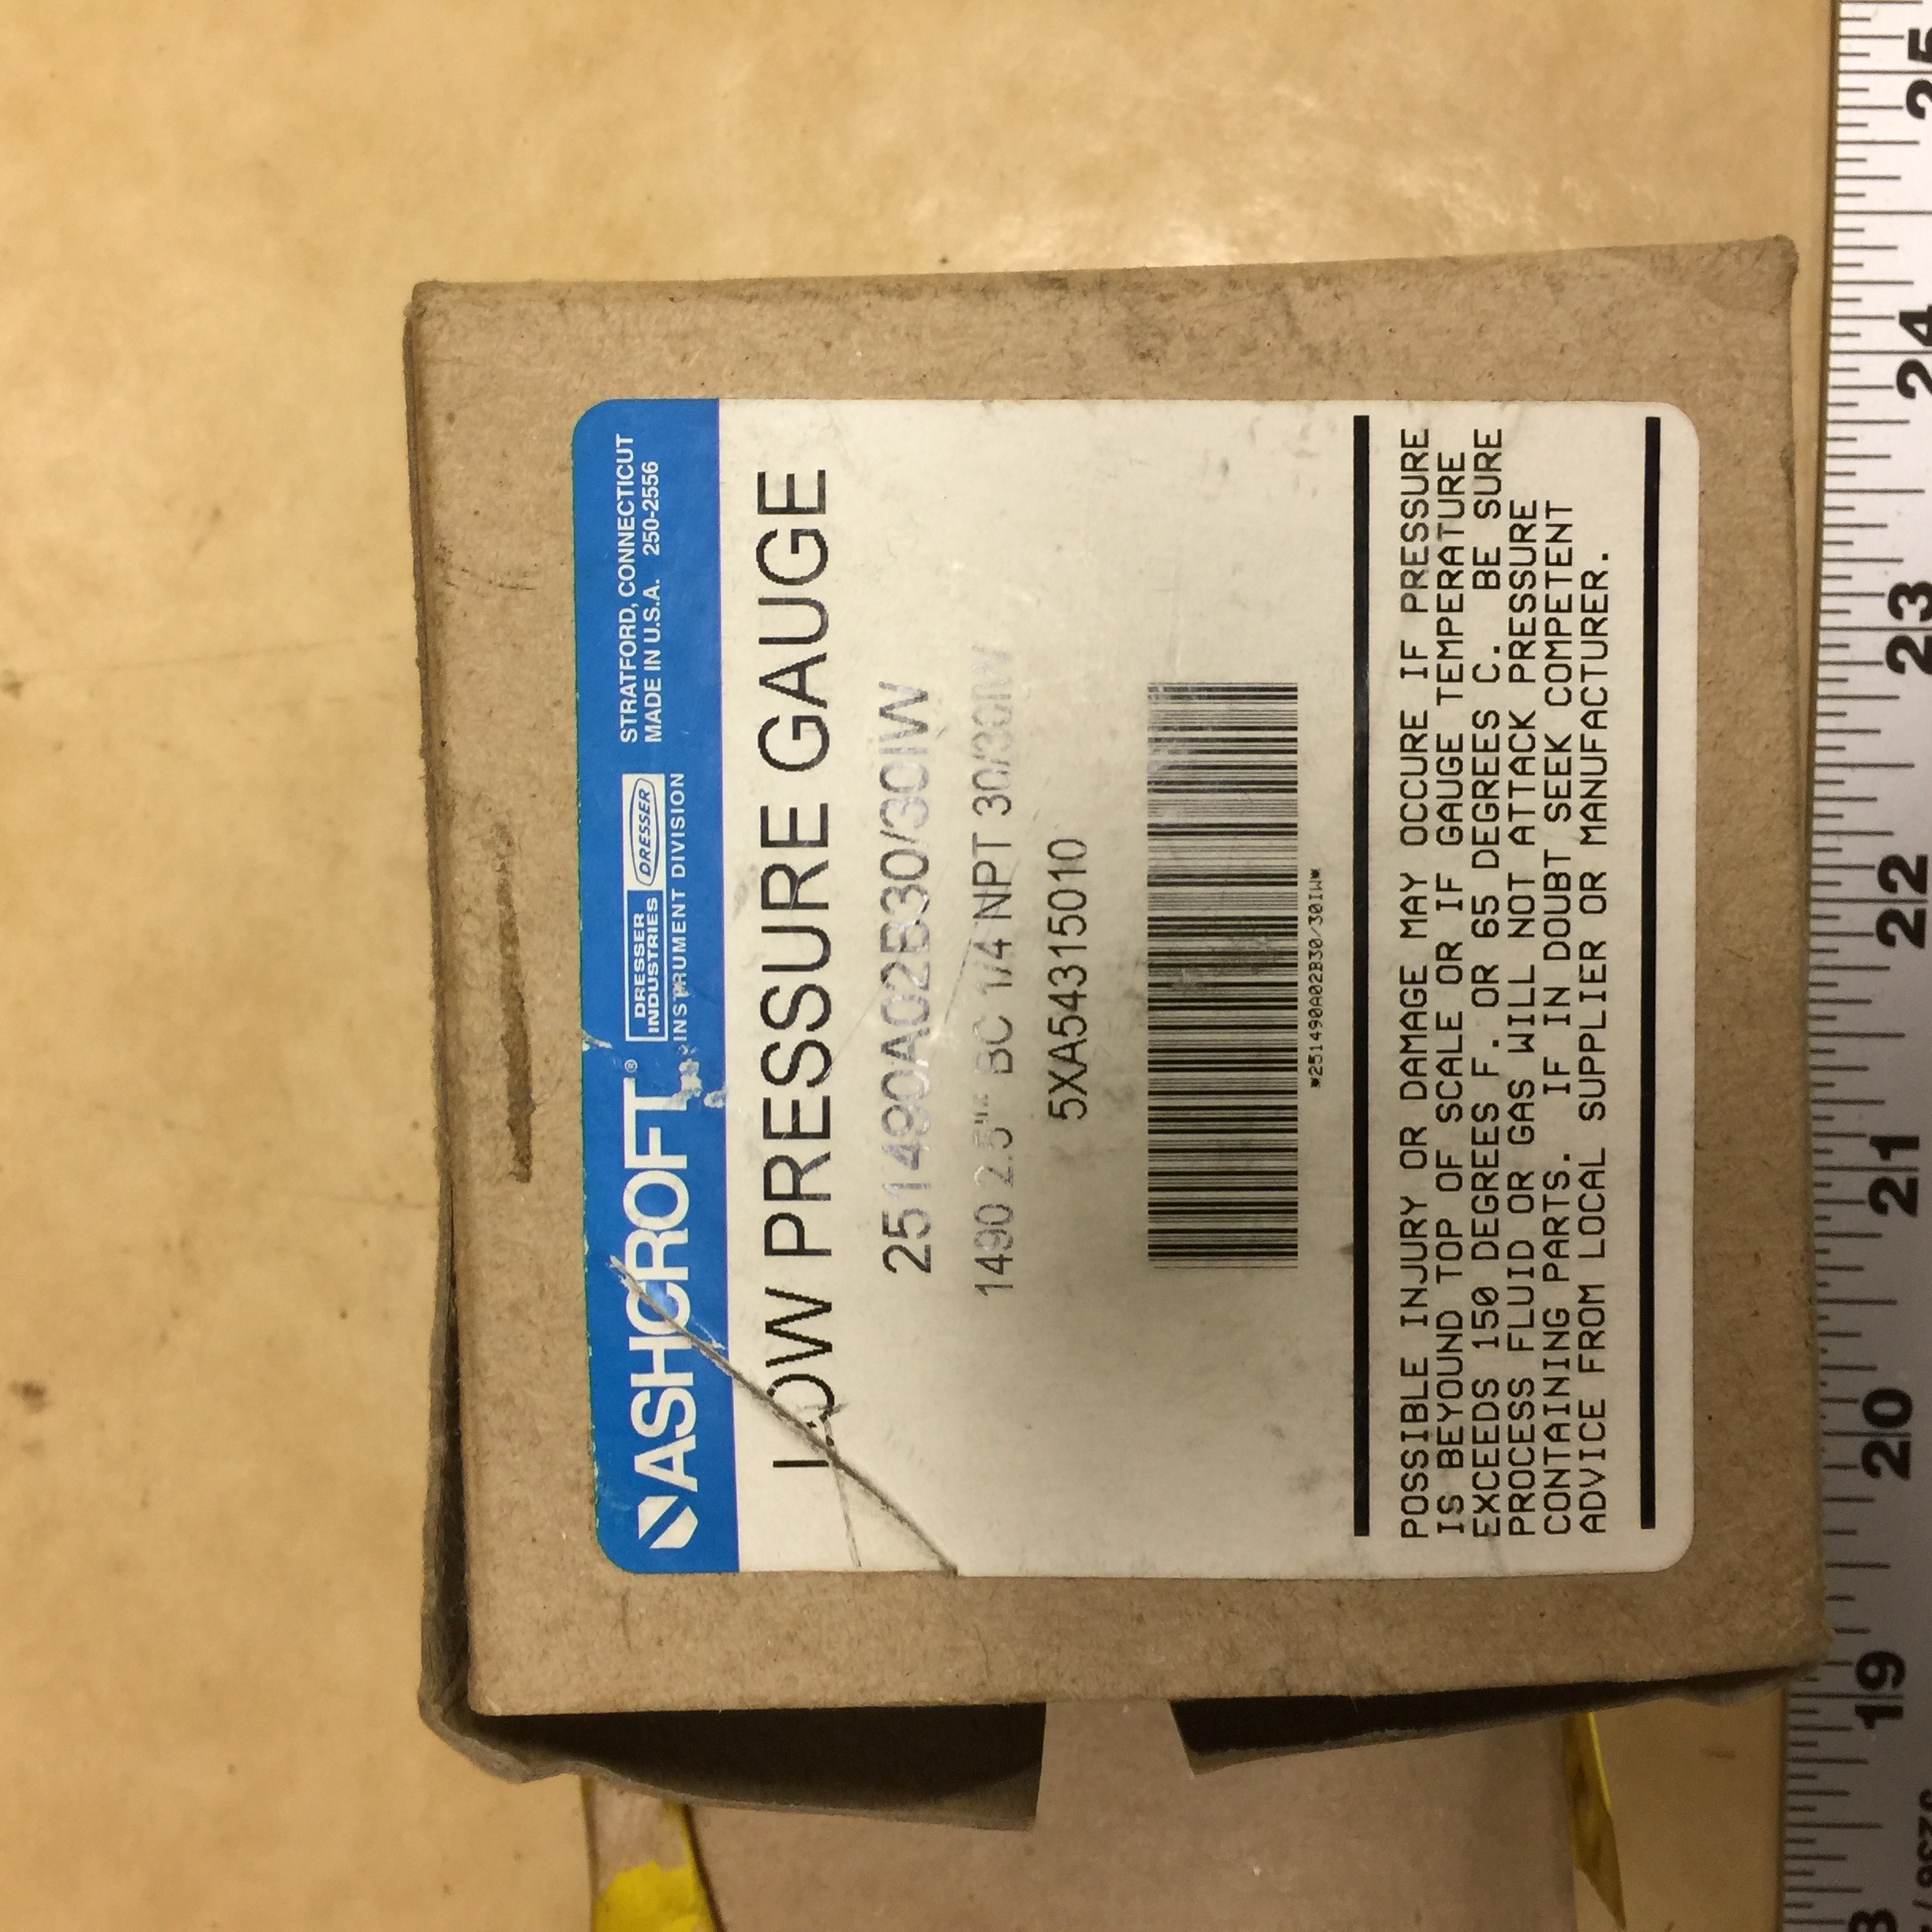 ASHCROFT®
DRESSER
INDUSTRIES
DRESSER
INSTRUMENT DIVISION
STRATFORD, CONNECTICUT
MADE IN U.S.A. 250-2556
LOW PRESSURE GAUGE
251490A02B30/30IW
1490 2.5" BC 1/4 NPT 30/30IW
5XA54315010
*251490A02B30/30IW*
POSSIBLE INJURY OR DAMAGE MAY OCCURE IF PRESSURE
IS BEYOUND TOP OF SCALE OR IF GAUGE TEMPERATURE
EXCEEDS 150 DEGREES F. OR 65 DEGREES C. BE SURE
PROCESS FLUID OR GAS WILL NOT ATTACK PRESSURE
CONTAINING PARTS. IF IN DOUBT SEEK COMPETENT
ADVICE FROM LOCAL SUPPLIER OR MANUFACTURER.
19 20 21 22 23 24 25